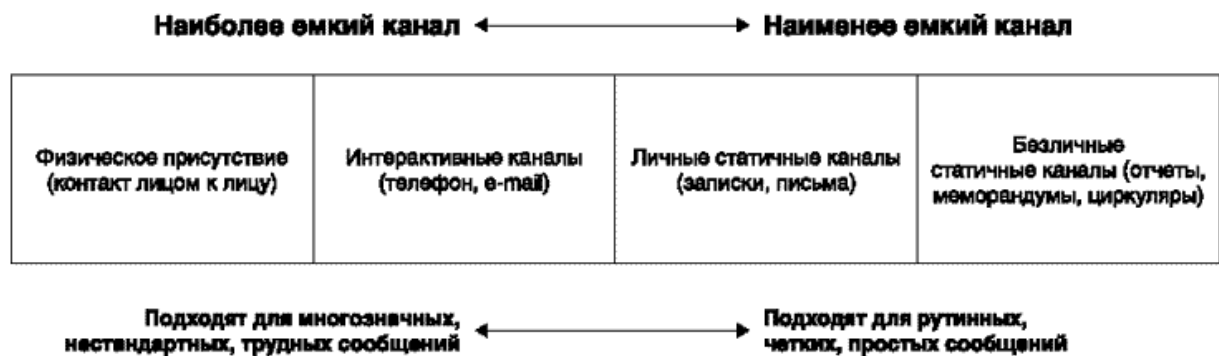 Наиболее емкий канал
Наименее емкий канал
Физическое присутствие
(контакт лицом к лицу)
Интерактивные каналы
(телефон, e-mail)
Личные статичные каналы
(записки, письма)
Безличные
статичные каналы (отчеты,
меморандумы, циркуляры)
Подходят для многозначных,
нестандартных, трудных сообщений
Подходят для рутинных,
четких, простых сообщений